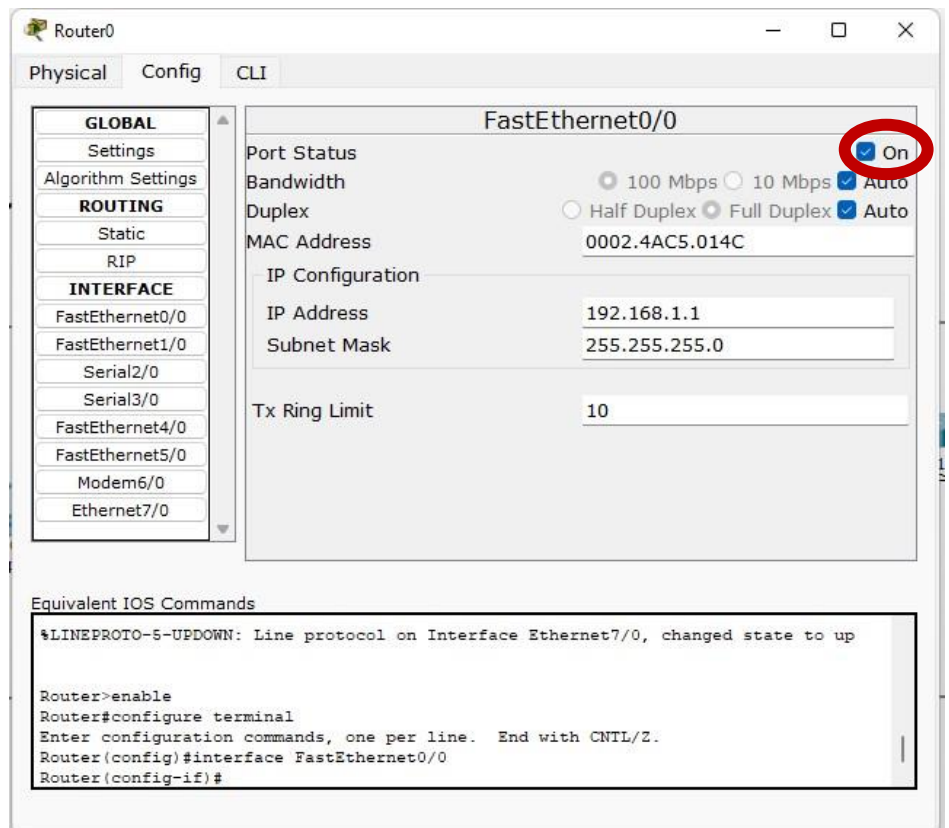 Router0
Physical Config CLI
GLOBAL
Settings
Algorithm Settings
ROUTING
Static
RIP
INTERFACE
FastEthernet0/0
FastEthernet1/0
Serial2/0
Serial3/0
FastEthernet4/0
FastEthernet5/0
Modem6/0
Ethernet7/0
FastEthernet0/0
Port Status On
Bandwidth 100 Mbps 10 Mbps Auto
Duplex Half Duplex Full Duplex Auto
MAC Address 0002.4AC5.014C
IP Configuration
IP Address 192.168.1.1
Subnet Mask 255.255.255.0
Tx Ring Limit 10
Equivalent IOS Commands
%LINEPROTO-5-UPDOWN: Line protocol on Interface Ethernet7/0, changed state to up
Router>enable
Router#configure terminal
Enter configuration commands, one per line. End with CNTL/Z.
Router(config)#interface FastEthernet0/0
Router(config-if)#